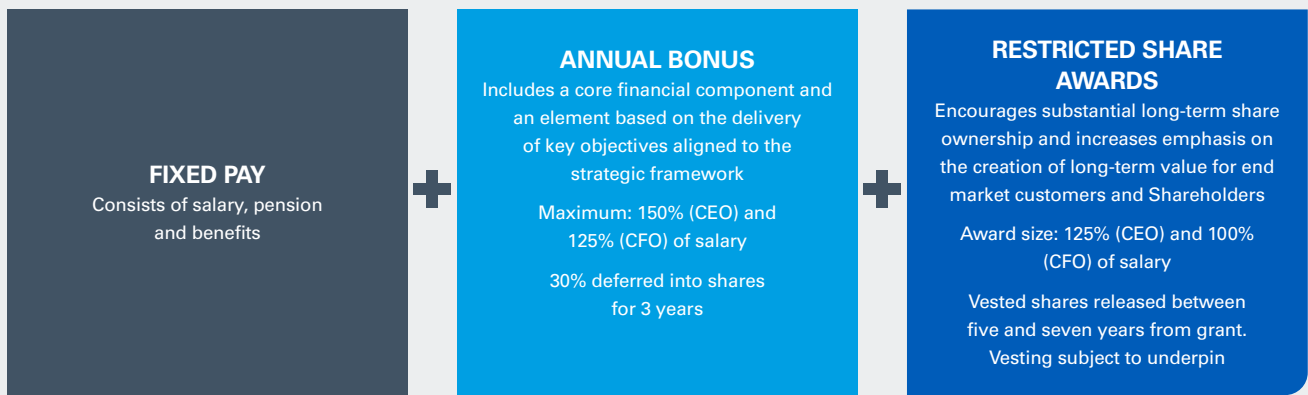 FIXED PAY
Consists of salary, pension
and benefits
ANNUAL BONUS
Includes a core financial component and
an element based on the delivery
of key objectives aligned to the
strategic framework
Maximum: 150% (CEO) and
125% (CFO) of salary
30% deferred into shares
for 3 years
RESTRICTED SHARE
AWARDS
Encourages substantial long-term share
ownership and increases emphasis on
the creation of long-term value for end
market customers and Shareholders
Award size: 125% (CEO) and 100%
(CFO) of salary
Vested shares released between
five and seven years from grant.
Vesting subject to underpin